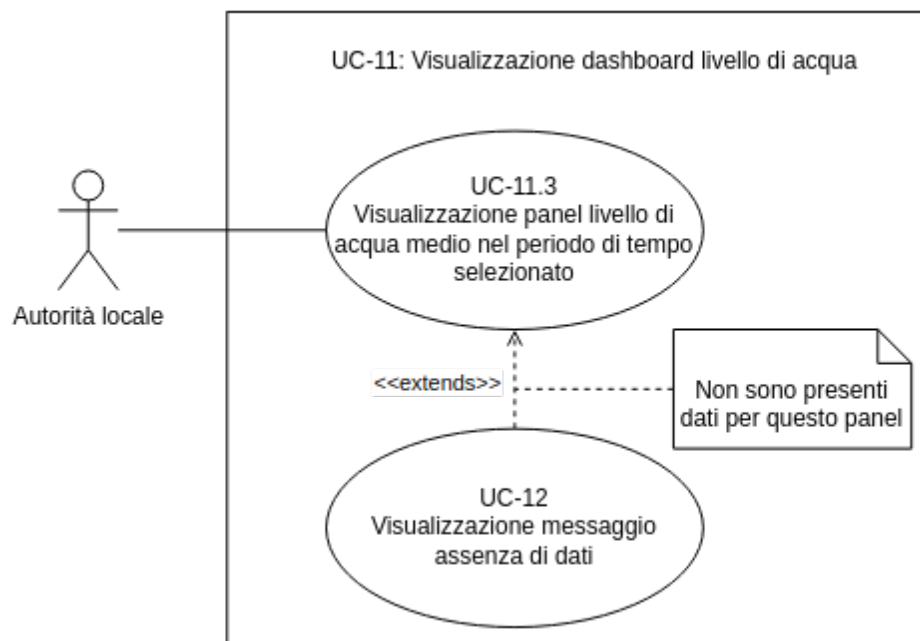 UC-11: Visualizzazione dashboard livello di acqua
UC-11.3
Visualizzazione panel livello di
acqua medio nel periodo di tempo
selezionato
Autorità locale
<<extends>>
Non sono presenti
dati per questo panel
UC-12
Visualizzazione messaggio
assenza di dati